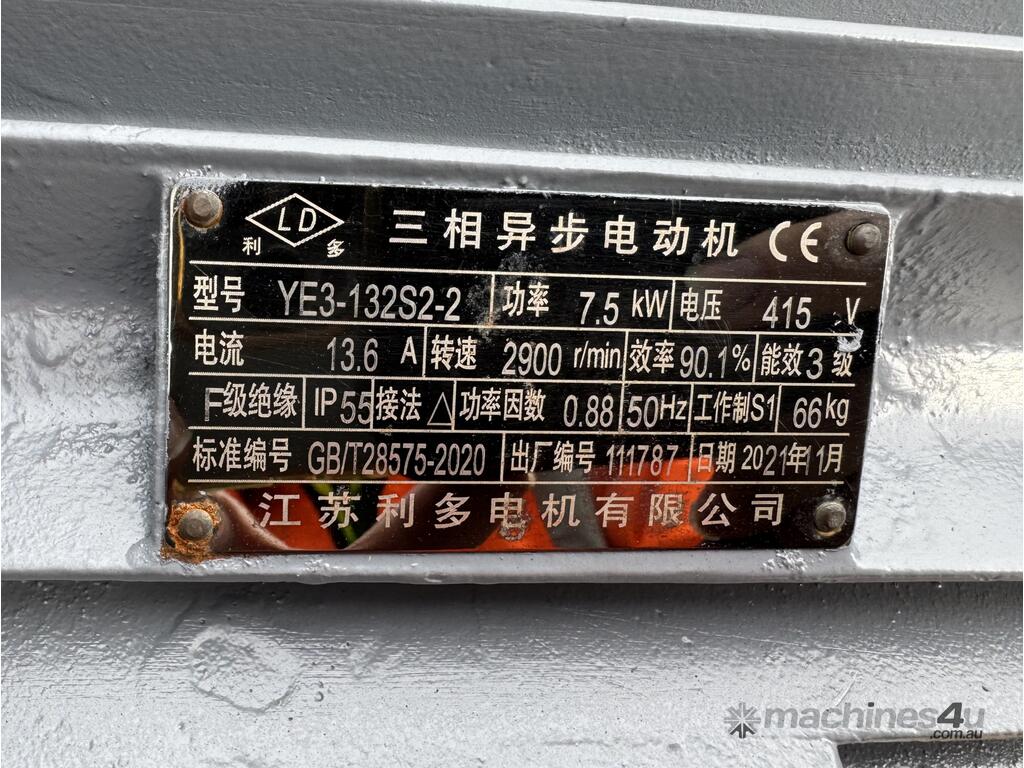 LD
利多 三相异步电动机 CE
型号 YE3-132S2-2 功率 7.5 kW 电压 415 V
电流 13.6 A 转速 2900 r/min 效率 90.1% 能效 3 级
F级绝缘 IP 55 接法 △ 功率因数 0.88 50Hz 工作制S1 66kg
标准编号 GB/T28575-2020 出厂编号 111787 日期 2021年11月
江苏利多电机有限公司
machines4u
.com.au